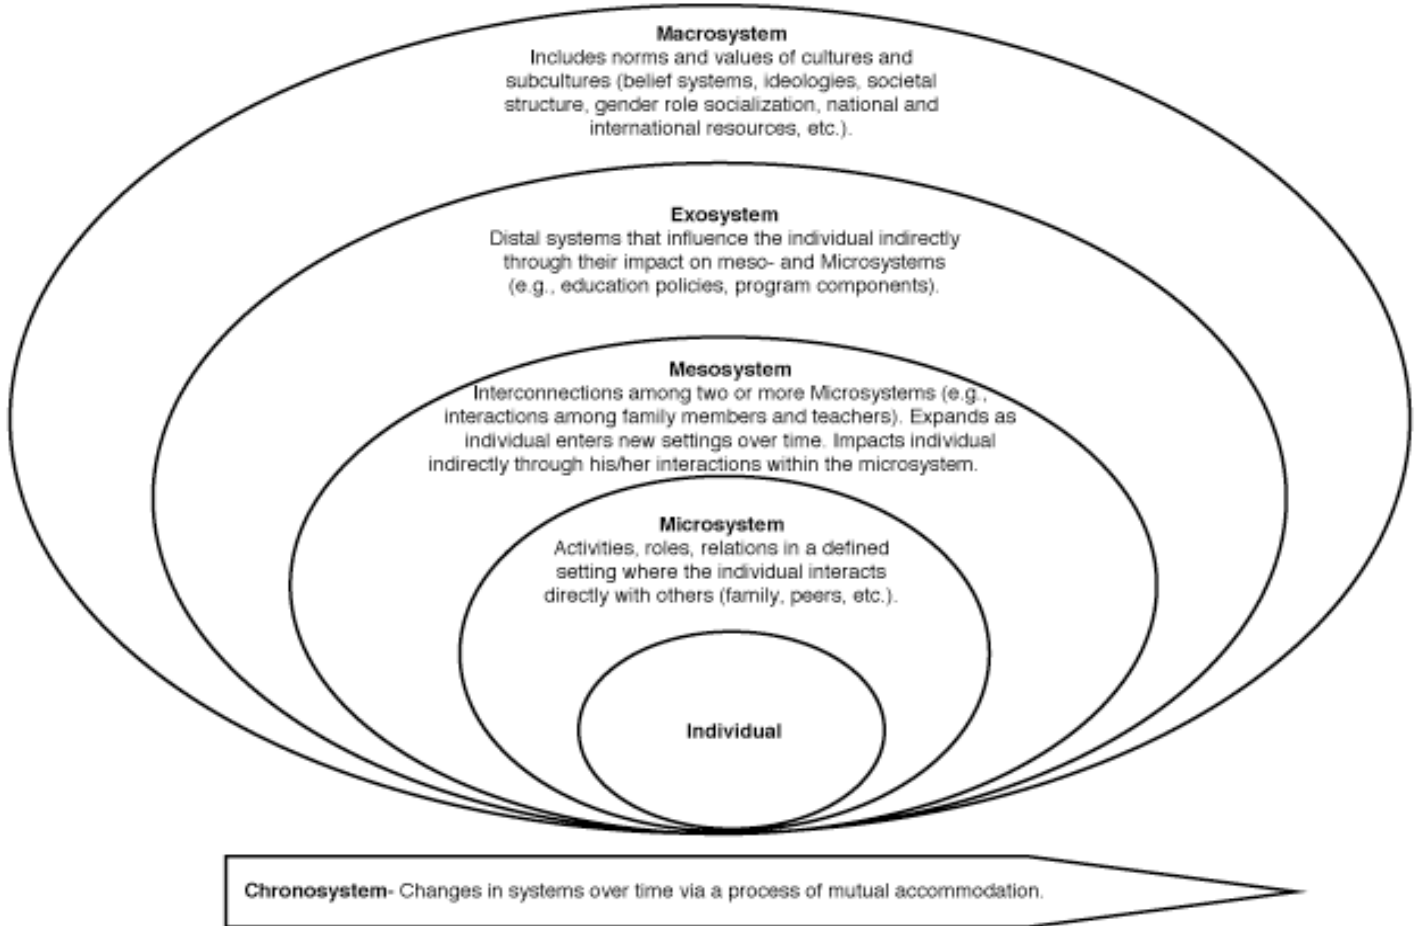 Macrosystem
Includes norms and values of cultures and
subcultures (belief systems, ideologies, societal
structure, gender role socialization, national and
international resources, etc.).
Exosystem
Distal systems that influence the individual indirectly
through their impact on meso- and Microsystems
(e.g., education policies, program components).
Mesosystem
Interconnections among two or more Microsystems (e.g.,
interactions among family members and teachers). Expands as
individual enters new settings over time. Impacts individual
indirectly through his/her interactions within the microsystem.
Microsystem
Activities, roles, relations in a defined
setting where the individual interacts
directly with others (family, peers, etc.).
Individual
Chronosystem- Changes in systems over time via a process of mutual accommodation.